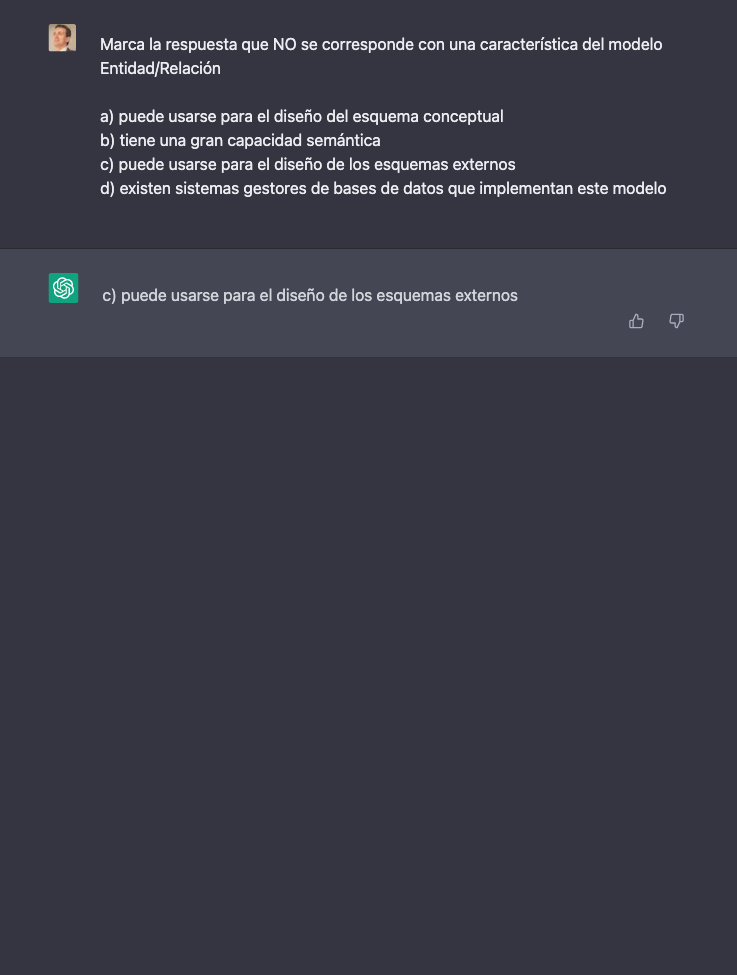 Marca la respuesta que NO se corresponde con una característica del modelo
Entidad/Relación
a) puede usarse para el diseño del esquema conceptual
b) tiene una gran capacidad semántica
c) puede usarse para el diseño de los esquemas externos
d) existen sistemas gestores de bases de datos que implementan este modelo
c) puede usarse para el diseño de los esquemas externos